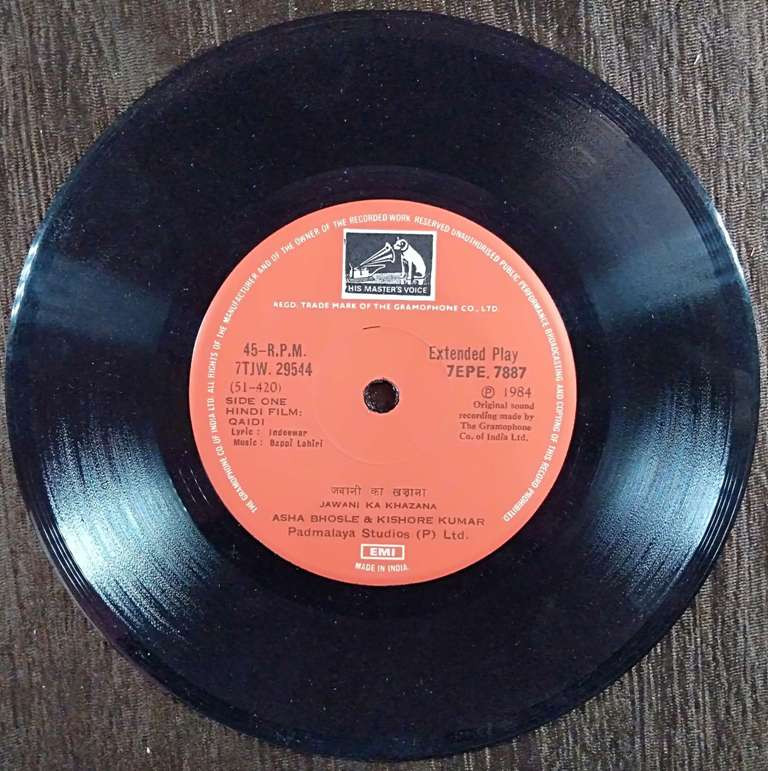 THE GRAMOPHONE CO. OF INDIA LTD. ALL RIGHTS OF THE MANUFACTURER AND OF THE OWNER OF THE RECORDED WORK RESERVED UNAUTHORISED PUBLIC PERFORMANCE BROADCASTING AND COPYING OF THIS RECORD PROHIBITED.
HIS MASTER'S VOICE
REGD. TRADE MARK OF THE GRAMOPHONE CO., LTD.
45-R.P.M.
7TJW. 29544
(51-420)
SIDE ONE
HINDI FILM:
QAIDI
Lyric : Indeewar
Music : Bappi Lahiri
Extended Play
7EPE. 7887
Ⓟ 1984
Original sound
recording made by
The Gramophone
Co. of India Ltd.
जवानी का खज़ाना
JAWANI KA KHAZANA
ASHA BHOSLE & KISHORE KUMAR
Padmalaya Studios (P) Ltd.
EMI
MADE IN INDIA.